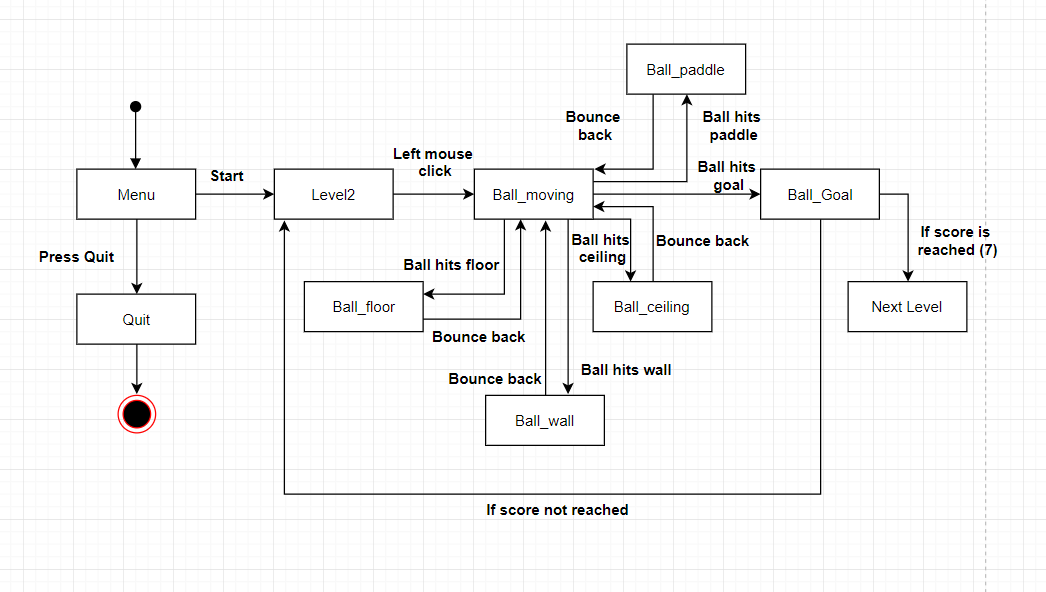 Ball_paddle
Bounce
back
Ball hits
paddle
Left mouse
click
Ball hits
goal
Start
Menu
Level2
Ball_moving
Ball_Goal
If score is
reached (7)
Ball hits
ceiling
Bounce back
Press Quit
Ball hits floor
Ball_floor
Ball_ceiling
Next Level
Quit
Bounce back
Ball hits wall
Bounce back
Ball_wall
If score not reached